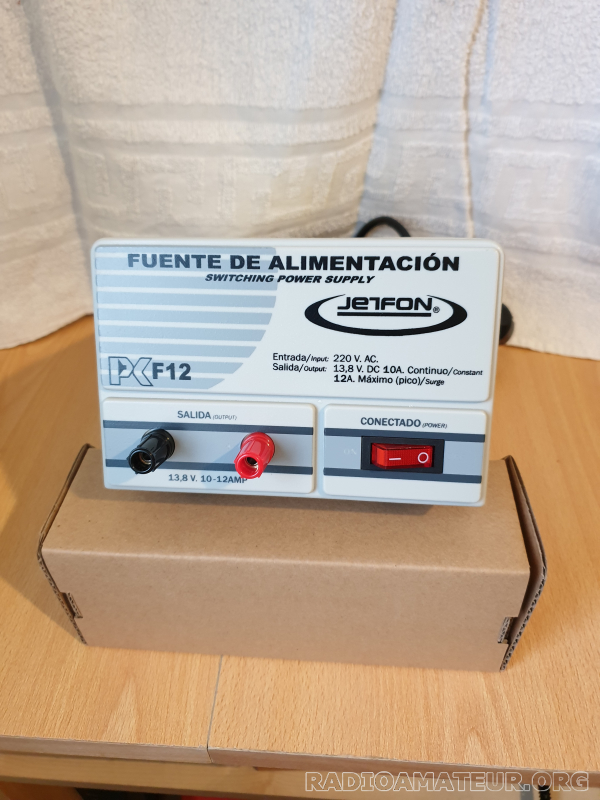 FUENTE DE ALIMENTACIÓN
SWITCHING POWER SUPPLY
JETFON®
Entrada/Input: 220 V. AC.
Salida/Output: 13,8 V. DC 10A. Continuo/Constant
12A. Máximo (pico)/Surge
PC F12
SALIDA (OUTPUT)
CONECTADO (POWER)
13,8 V. 10-12AMP
RADIOAMATEUR.ORG